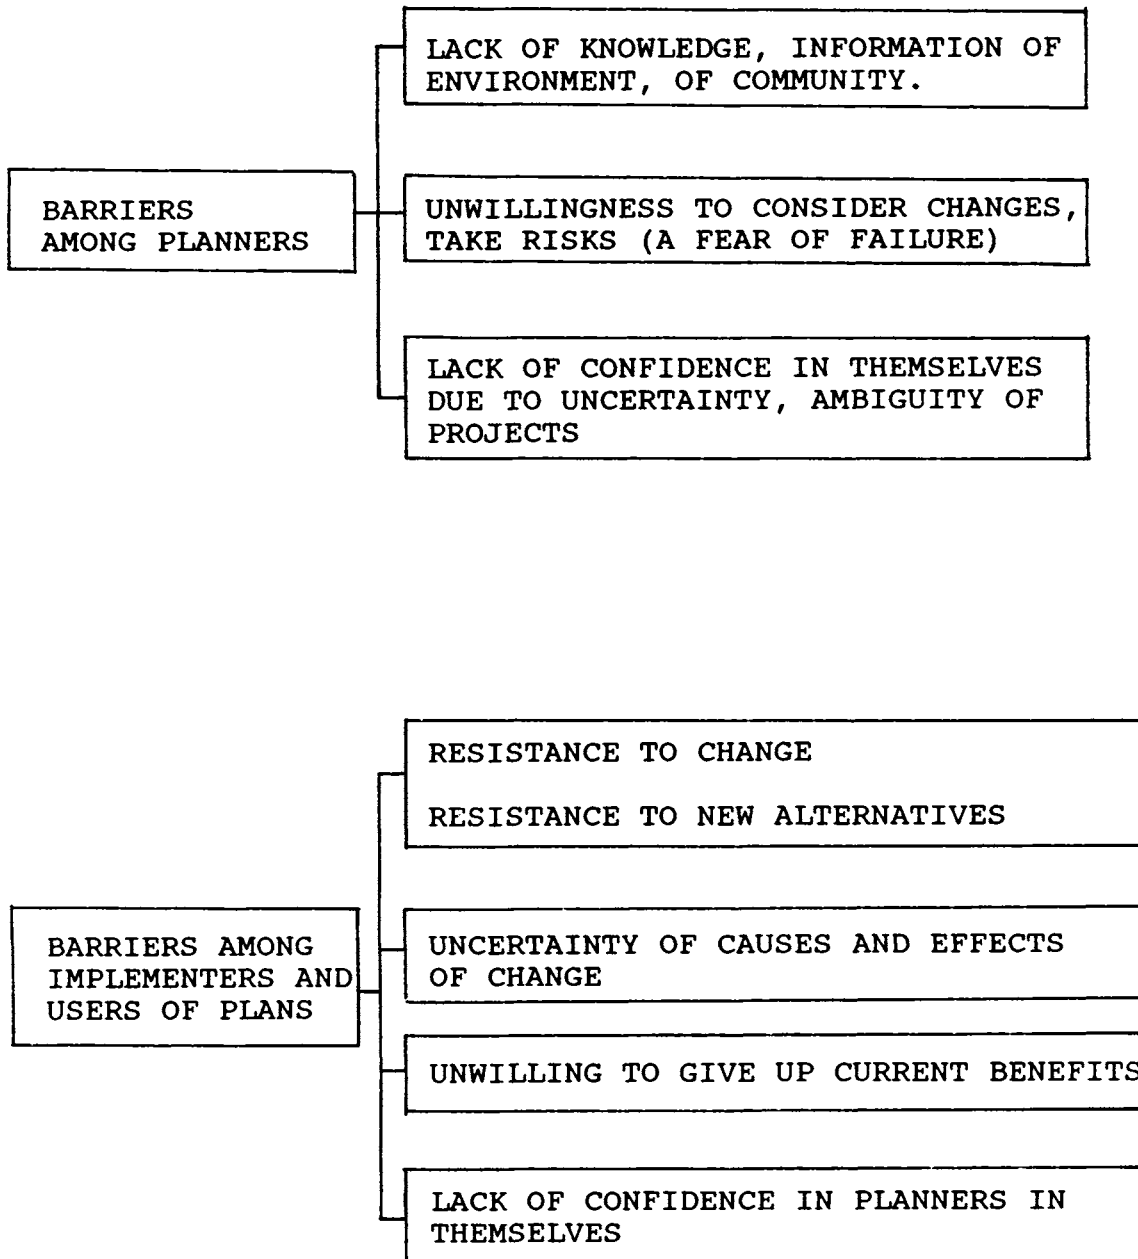 LACK OF KNOWLEDGE, INFORMATION OF
ENVIRONMENT, OF COMMUNITY.
BARRIERS
AMONG PLANNERS
UNWILLINGNESS TO CONSIDER CHANGES,
TAKE RISKS (A FEAR OF FAILURE)
LACK OF CONFIDENCE IN THEMSELVES
DUE TO UNCERTAINTY, AMBIGUITY OF
PROJECTS
RESISTANCE TO CHANGE
RESISTANCE TO NEW ALTERNATIVES
BARRIERS AMONG
IMPLEMENTERS AND
USERS OF PLANS
UNCERTAINTY OF CAUSES AND EFFECTS
OF CHANGE
UNWILLING TO GIVE UP CURRENT BENEFITS
LACK OF CONFIDENCE IN PLANNERS IN
THEMSELVES